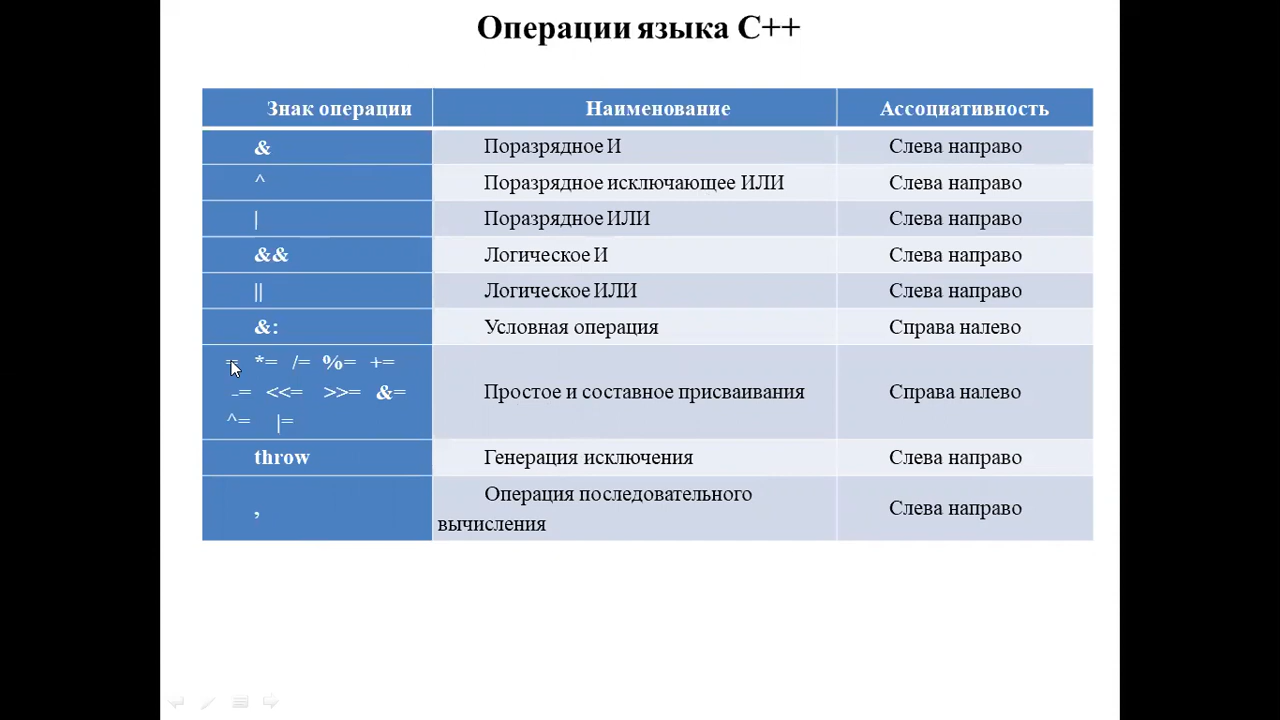 Операции языка C++
Знак операции Наименование Ассоциативность
& Поразрядное И Слева направо
^ Поразрядное исключающее ИЛИ Слева направо
| Поразрядное ИЛИ Слева направо
&& Логическое И Слева направо
|| Логическое ИЛИ Слева направо
&: Условная операция Справа налево
= *= /= %= +=
-= <<= >>= &=
^= |=
Простое и составное присваивания Справа налево
throw Генерация исключения Слева направо
, Операция последовательного
вычисления Слева направо